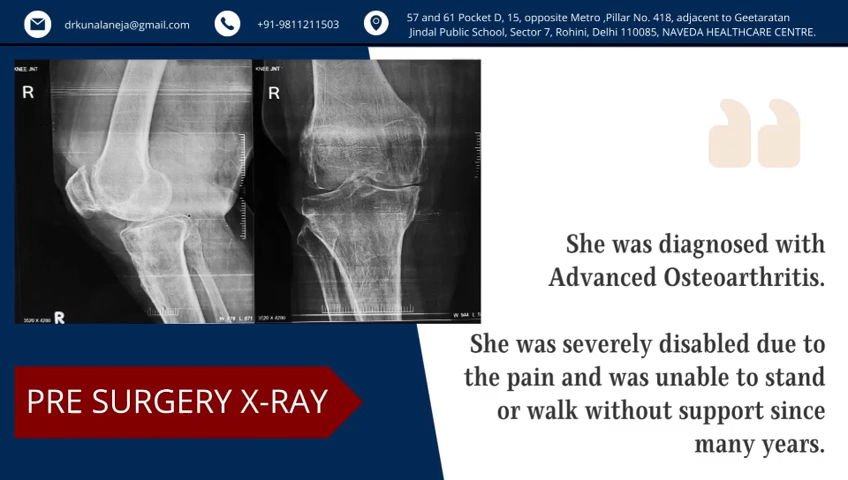 drkunalaneja@gmail.com
+91-9811211503
57 and 61 Pocket D, 15, opposite Metro ,Pillar No. 418, adjacent to Geetaratan
Jindal Public School, Sector 7, Rohini, Delhi 110085, NAVEDA HEALTHCARE CENTRE.
KNEE JNT
R
KNEE JNT
R
R
She was diagnosed with
Advanced Osteoarthritis.
She was severely disabled due to
the pain and was unable to stand
or walk without support since
many years.
PRE SURGERY X-RAY